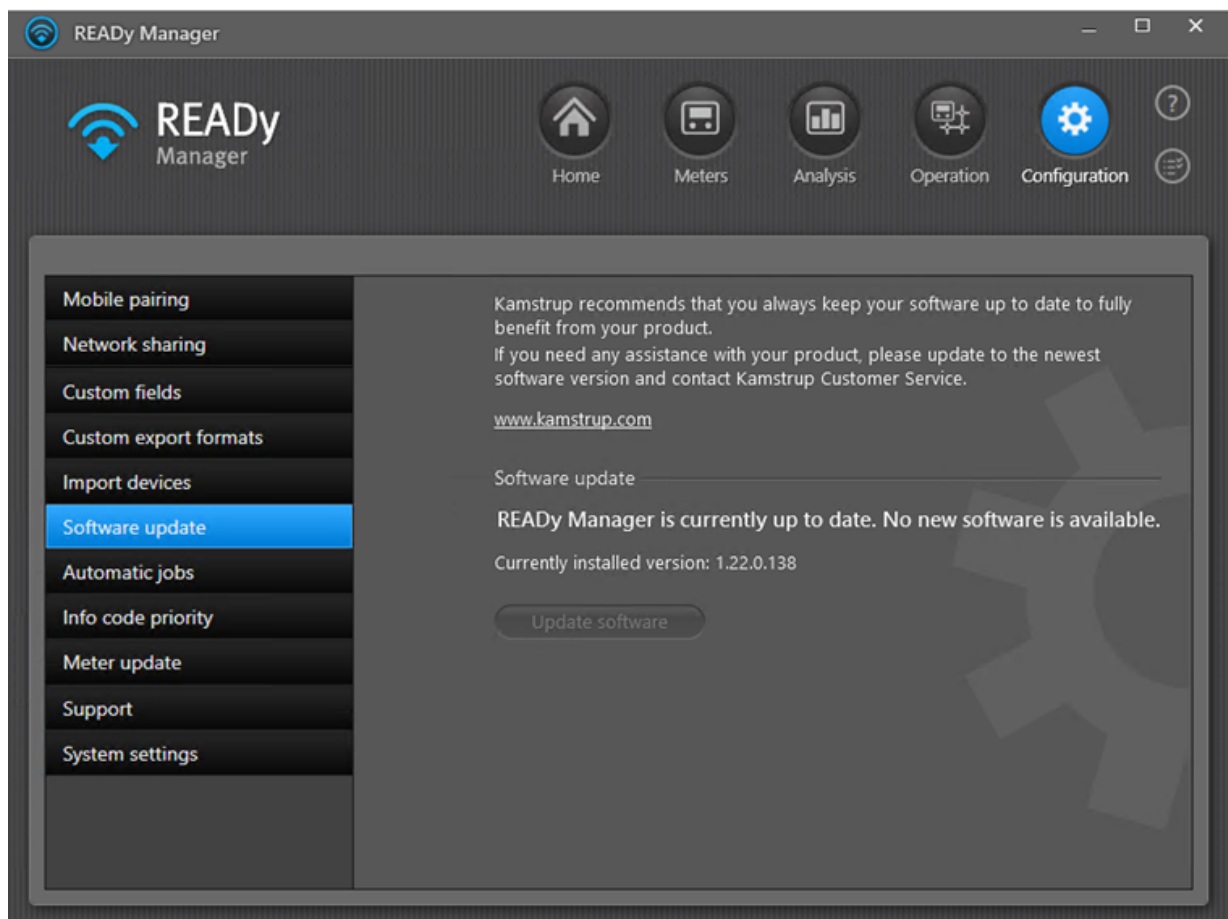 READy Manager
READy
Manager
Home
Meters
Analysis
Operation
Configuration
?
Mobile pairing
Network sharing
Custom fields
Custom export formats
Import devices
Software update
Automatic jobs
Info code priority
Meter update
Support
System settings
Kamstrup recommends that you always keep your software up to date to fully
benefit from your product.
If you need any assistance with your product, please update to the newest
software version and contact Kamstrup Customer Service.
www.kamstrup.com
Software update
READy Manager is currently up to date. No new software is available.
Currently installed version: 1.22.0.138
Update software